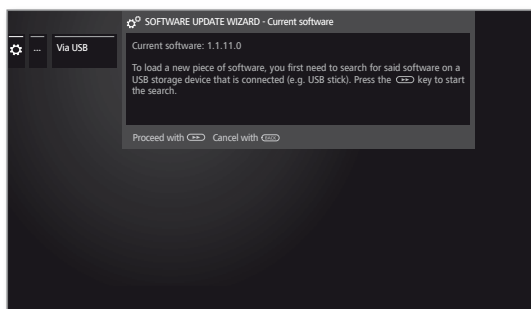 SOFTWARE UPDATE WIZARD - Current software
... Via USB
Current software: 1.1.11.0
To load a new piece of software, you first need to search for said software on a
USB storage device that is connected (e.g. USB stick). Press the key to start
the search.
Proceed with Cancel with BACK